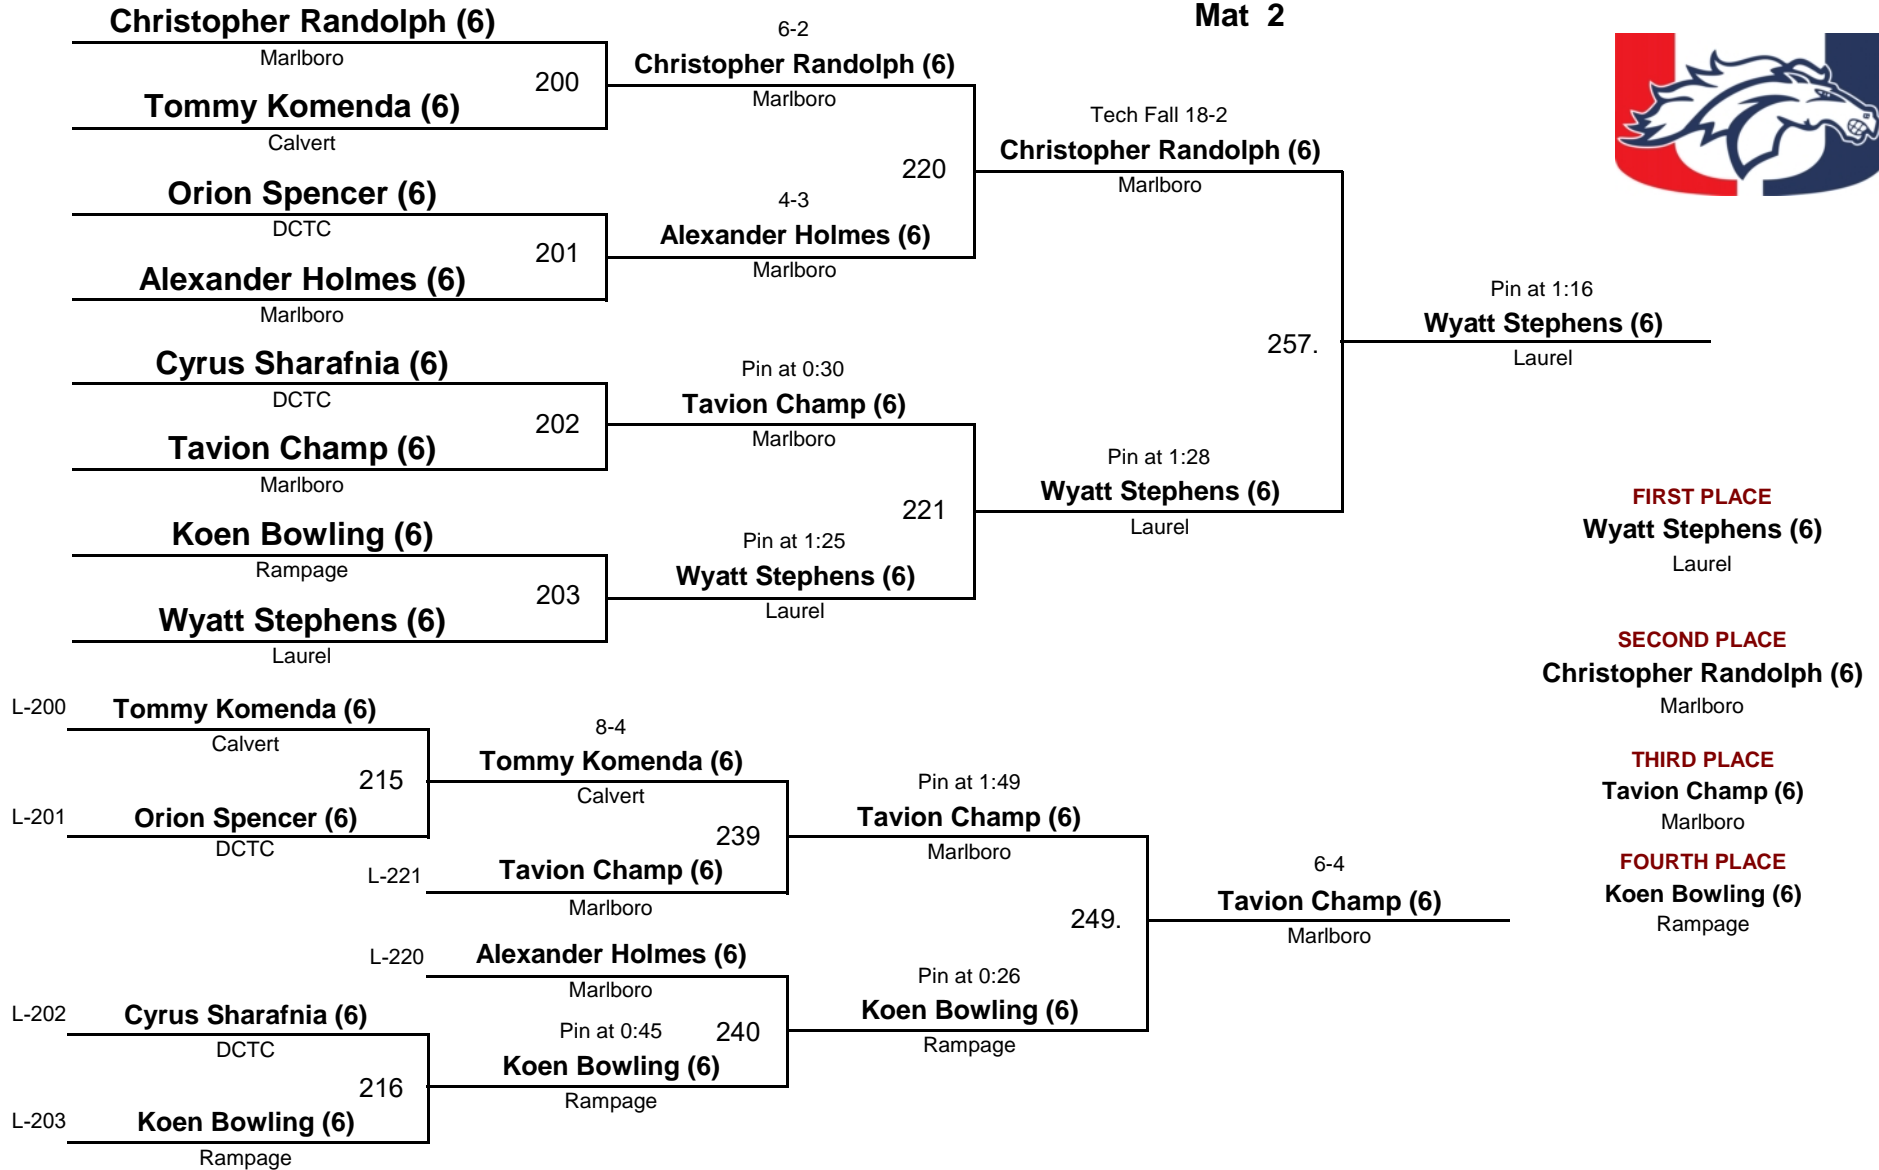 Mat 2
Christopher Randolph (6)
Marlboro
200
Tommy Komenda (6)
Calvert
Orion Spencer (6)
DCTC
201
Alexander Holmes (6)
Marlboro
Cyrus Sharafnia (6)
DCTC
202
Tavion Champ (6)
Marlboro
Koen Bowling (6)
Rampage
203
Wyatt Stephens (6)
Laurel
6-2
Christopher Randolph (6)
Marlboro
220
4-3
Alexander Holmes (6)
Marlboro
Pin at 0:30
Tavion Champ (6)
Marlboro
221
Pin at 1:25
Wyatt Stephens (6)
Laurel
Tech Fall 18-2
Christopher Randolph (6)
Marlboro
257.
Pin at 1:28
Wyatt Stephens (6)
Laurel
Pin at 1:16
Wyatt Stephens (6)
Laurel
L-200
Tommy Komenda (6)
Calvert
215
L-201
Orion Spencer (6)
DCTC
L-202
Cyrus Sharafnia (6)
DCTC
216
L-203
Koen Bowling (6)
Rampage
8-4
Tommy Komenda (6)
Calvert
239
L-221
Tavion Champ (6)
Marlboro
L-220
Alexander Holmes (6)
Marlboro
Pin at 0:45
240
Koen Bowling (6)
Rampage
Pin at 1:49
Tavion Champ (6)
Marlboro
249.
Pin at 0:26
Koen Bowling (6)
Rampage
6-4
Tavion Champ (6)
Marlboro
FIRST PLACE
Wyatt Stephens (6)
Laurel
SECOND PLACE
Christopher Randolph (6)
Marlboro
THIRD PLACE
Tavion Champ (6)
Marlboro
FOURTH PLACE
Koen Bowling (6)
Rampage